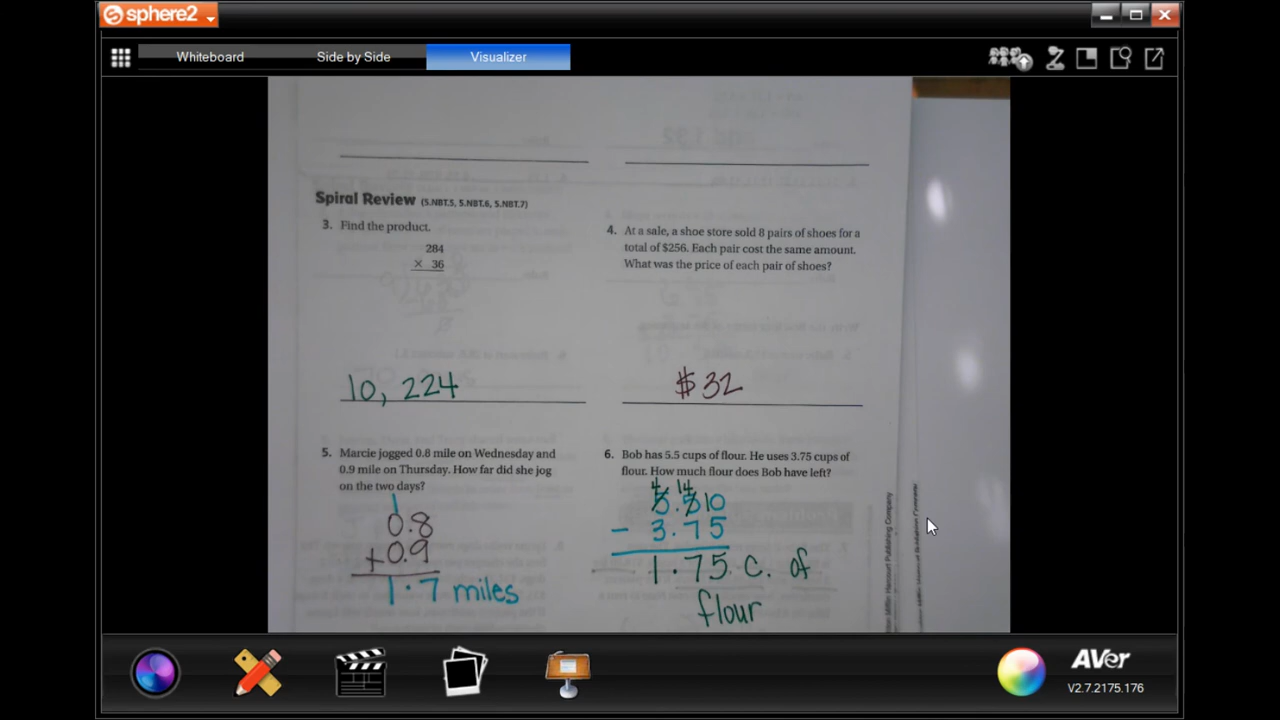 sphere2
Whiteboard
Side by Side
Visualizer
Spiral Review (5.NBT.5, 5.NBT.6, 5.NBT.7)
3. Find the product.
284
× 36
10, 224
4. At a sale, a shoe store sold 8 pairs of shoes for a
total of $256. Each pair cost the same amount.
What was the price of each pair of shoes?
$32
5. Marcie jogged 0.8 mile on Wednesday and
0.9 mile on Thursday. How far did she jog
on the two days?
1
0.8
+0.9
1.7 miles
6. Bob has 5.5 cups of flour. He uses 3.75 cups of
flour. How much flour does Bob have left?
4 14
5.510
- 3.75
1.75 c. of
flour
Mifflin Harcourt Publishing Company
AVer
V2.7.2175.176